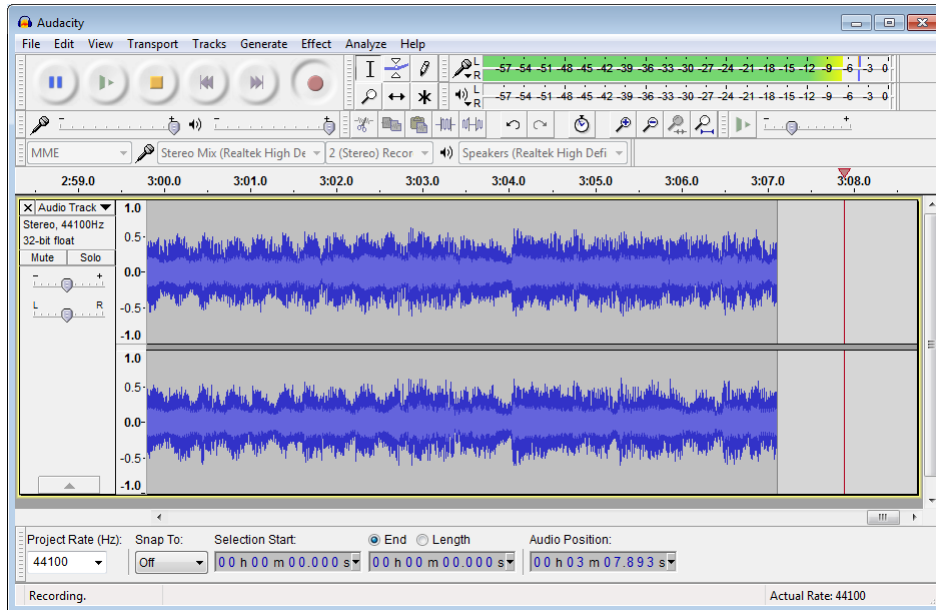 Audacity
File Edit View Transport Tracks Generate Effect Analyze Help
L
R
-57 -54 -51 -48 -45 -42 -39 -36 -33 -30 -27 -24 -21 -18 -15 -12 -9 -6 -3 0
L
R
-57 -54 -51 -48 -45 -42 -39 -36 -33 -30 -27 -24 -21 -18 -15 -12 -9 -6 -3 0
- + - + - +
MME Stereo Mix (Realtek High De 2 (Stereo) Recor Speakers (Realtek High Defi
2:59.0 3:00.0 3:01.0 3:02.0 3:03.0 3:04.0 3:05.0 3:06.0 3:07.0 3:08.0
X Audio Track 1.0
Stereo, 44100Hz
32-bit float 0.5
Mute Solo
- + 0.0
L R -0.5
-1.0
1.0
0.5
0.0
-0.5
-1.0
Project Rate (Hz): Snap To: Selection Start: End Length Audio Position:
44100 Off 00 h 00 m 00.000 s 00 h 00 m 00.000 s 00 h 03 m 07.893 s
Recording. Actual Rate: 44100